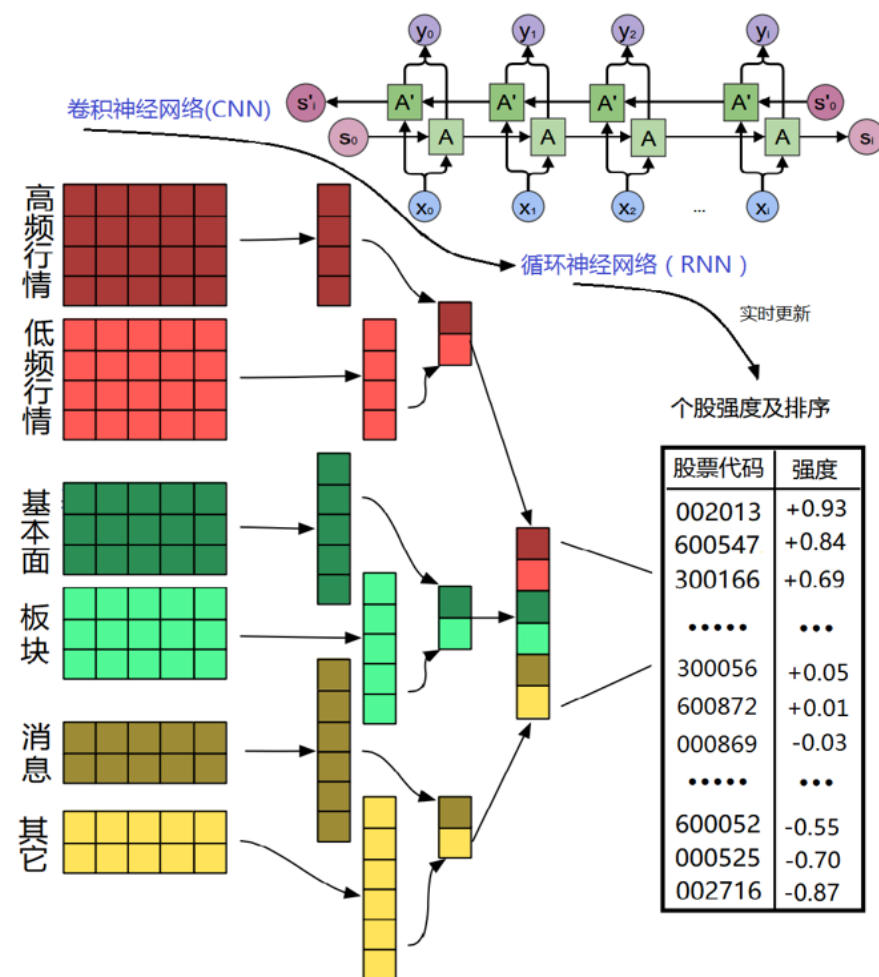 y₀ y₁ y₂ yᵢ
s'ᵢ A' A' A' A' s'₀
s₀ A A A A sᵢ
x₀ x₁ x₂ ... xᵢ
卷积神经网络(CNN)
循环神经网络（RNN）
实时更新
高频行情
低频行情
基本面
板块
消息
其它
个股强度及排序
股票代码 强度
002013 +0.93
600547 +0.84
300166 +0.69
••••• •••
300056 +0.05
600872 +0.01
000869 -0.03
••••• •••
600052 -0.55
000525 -0.70
002716 -0.87